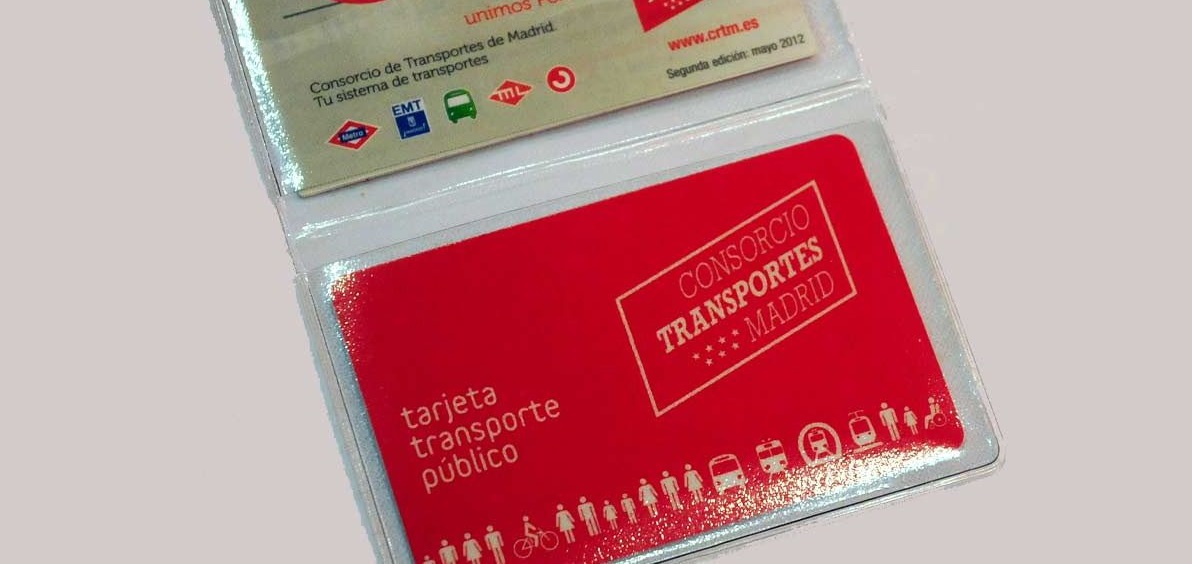 unimos
www.crtm.es
Segunda edición: mayo 2012
Consorcio de Transportes de Madrid.
Tu sistema de transportes
Metro
EMT
ML
CONSORCIO
TRANSPORTES
MADRID
tarjeta
transporte
público